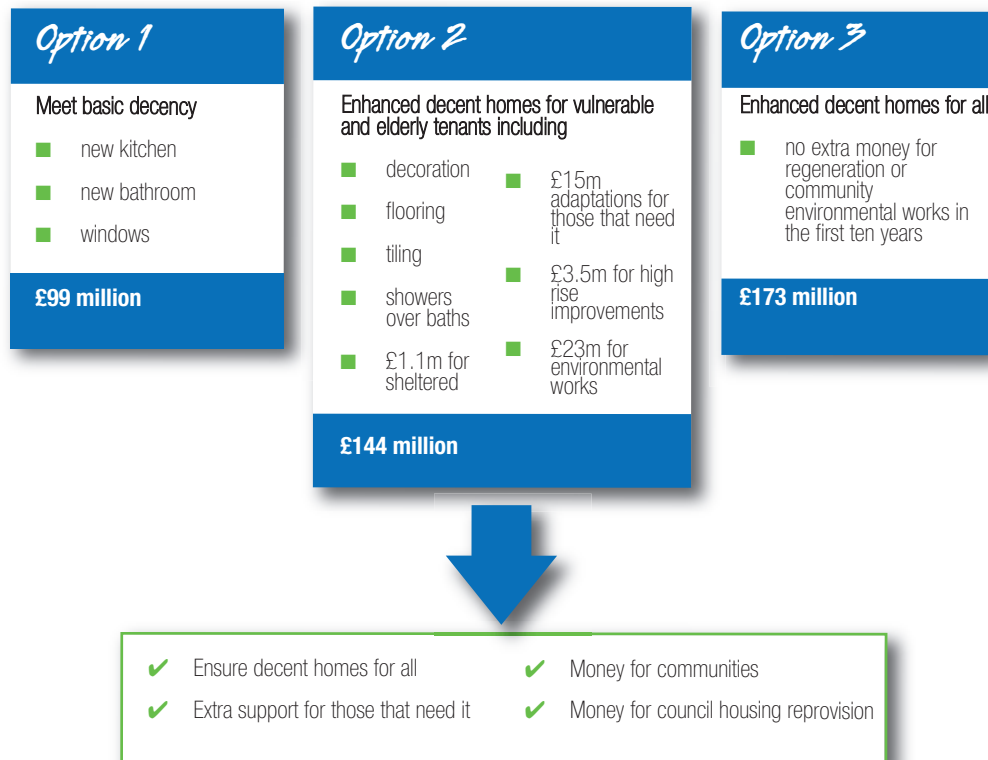 Option 1
Meet basic decency
new kitchen
new bathroom
windows
£99 million
Option 2
Enhanced decent homes for vulnerable
and elderly tenants including
decoration
flooring
tiling
showers
over baths
£1.1m for
sheltered
£15m
adaptations for
those that need
it
£3.5m for high
rise
improvements
£23m for
environmental
works
£144 million
Option 3
Enhanced decent homes for all
no extra money for
regeneration or
community
environmental works in
the first ten years
£173 million
✔ Ensure decent homes for all
✔ Extra support for those that need it
✔ Money for communities
✔ Money for council housing reprovision